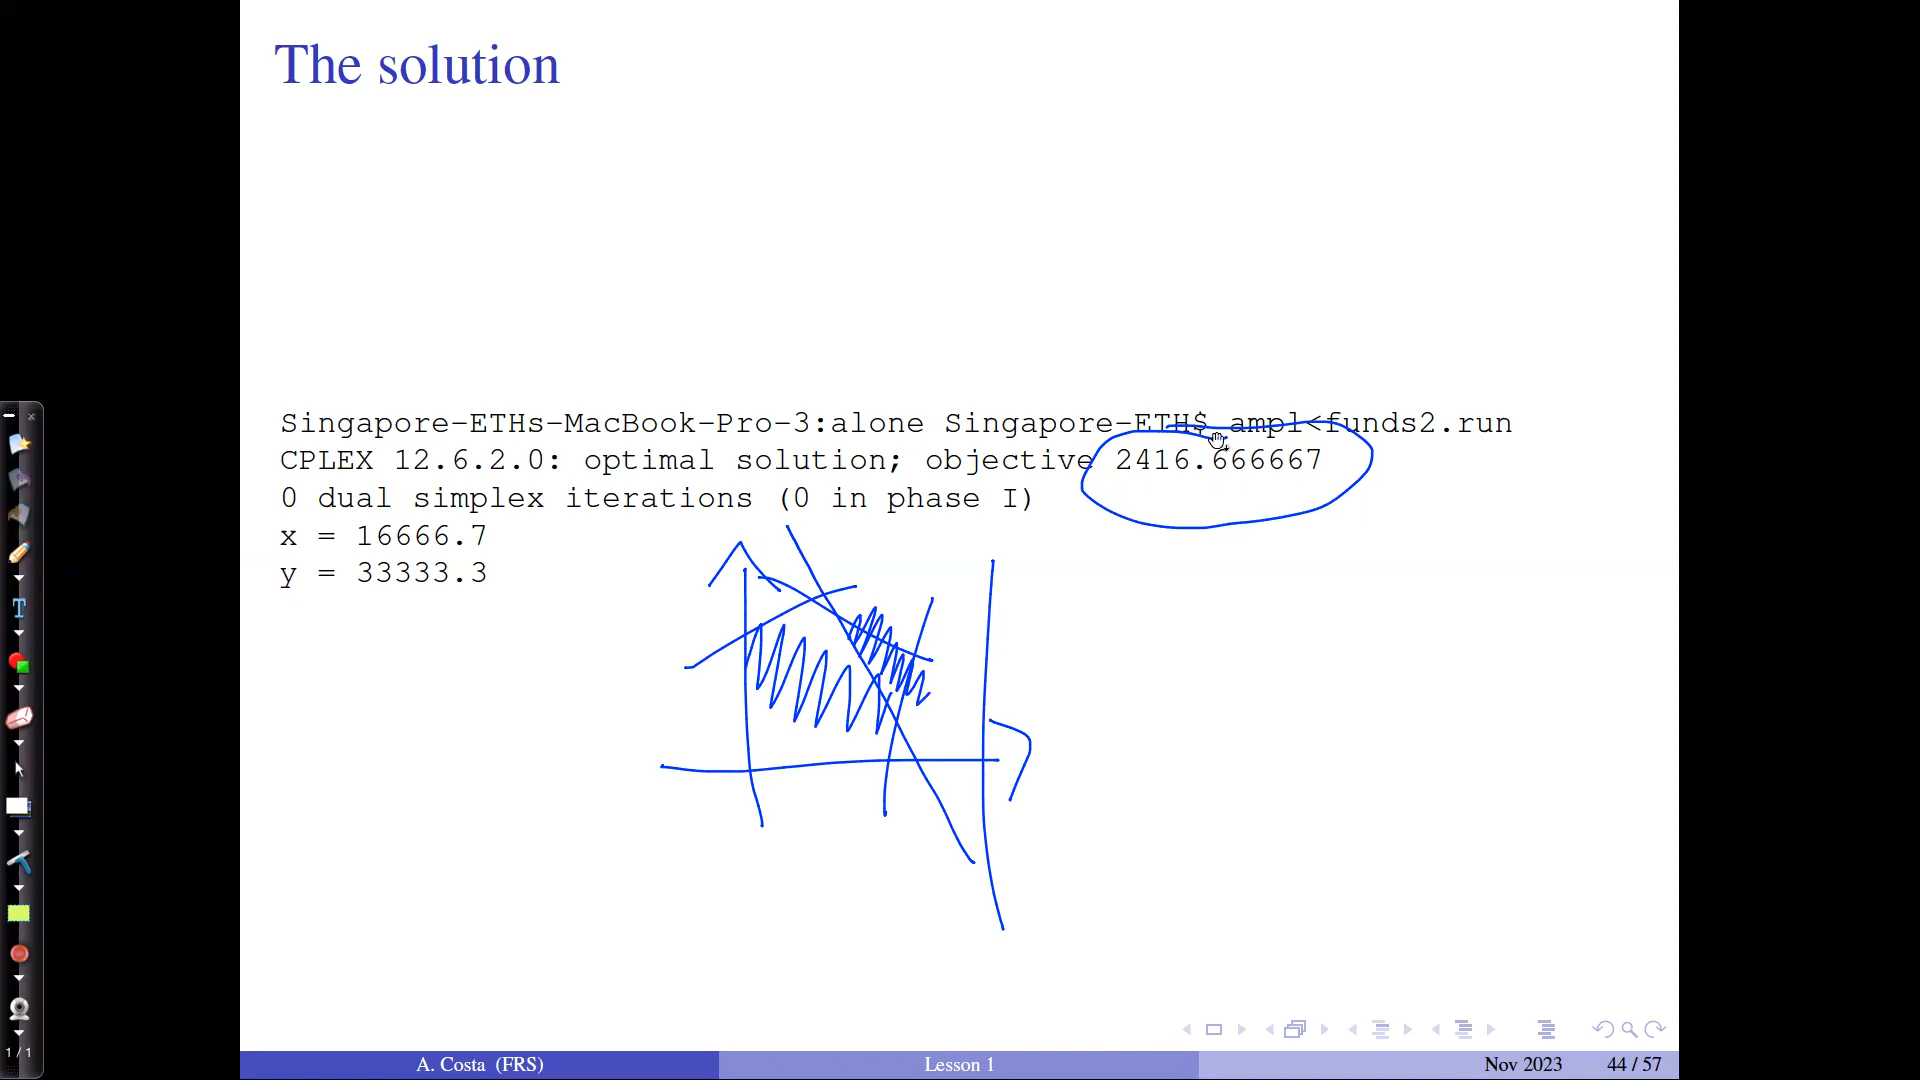 The solution
Singapore-ETHs-MacBook-Pro-3:alone Singapore-ETH$ ampl<funds2.run
CPLEX 12.6.2.0: optimal solution; objective 2416.666667
0 dual simplex iterations (0 in phase I)
x = 16666.7
y = 33333.3
T
1 / 1
A. Costa (FRS) Lesson 1 Nov 2023 44 / 57